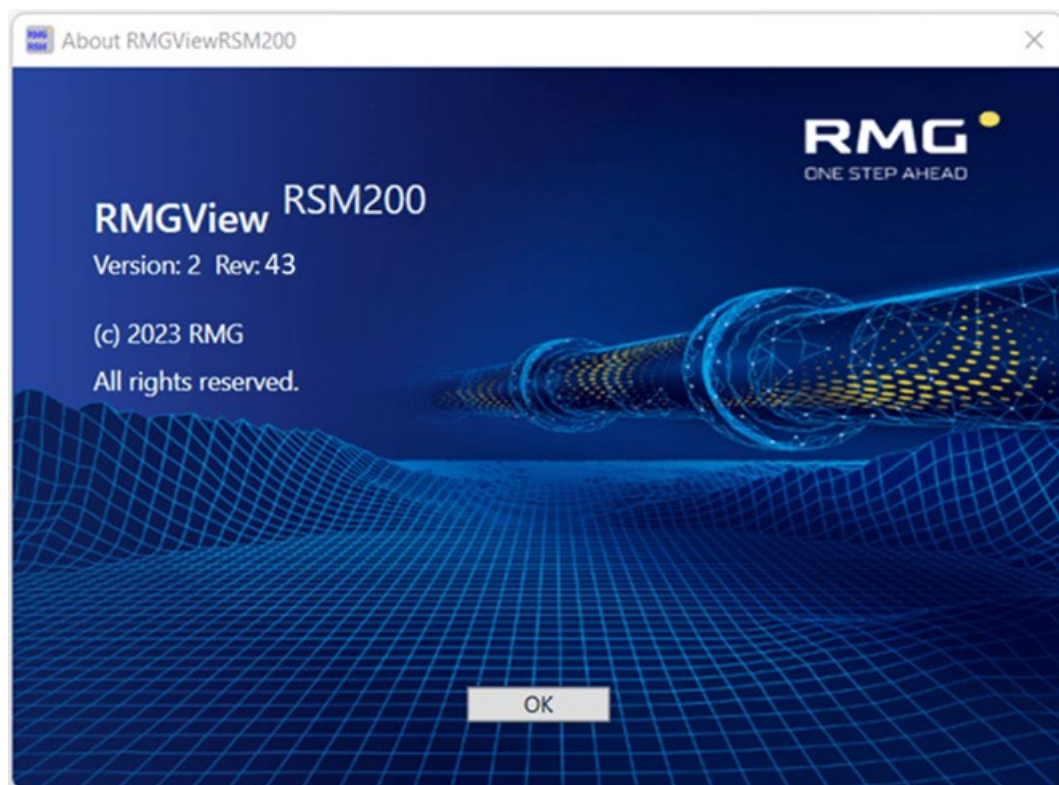 About RMGViewRSM200
RMG
ONE STEP AHEAD
RMGView RSM200
Version: 2 Rev: 43
(c) 2023 RMG
All rights reserved.
OK